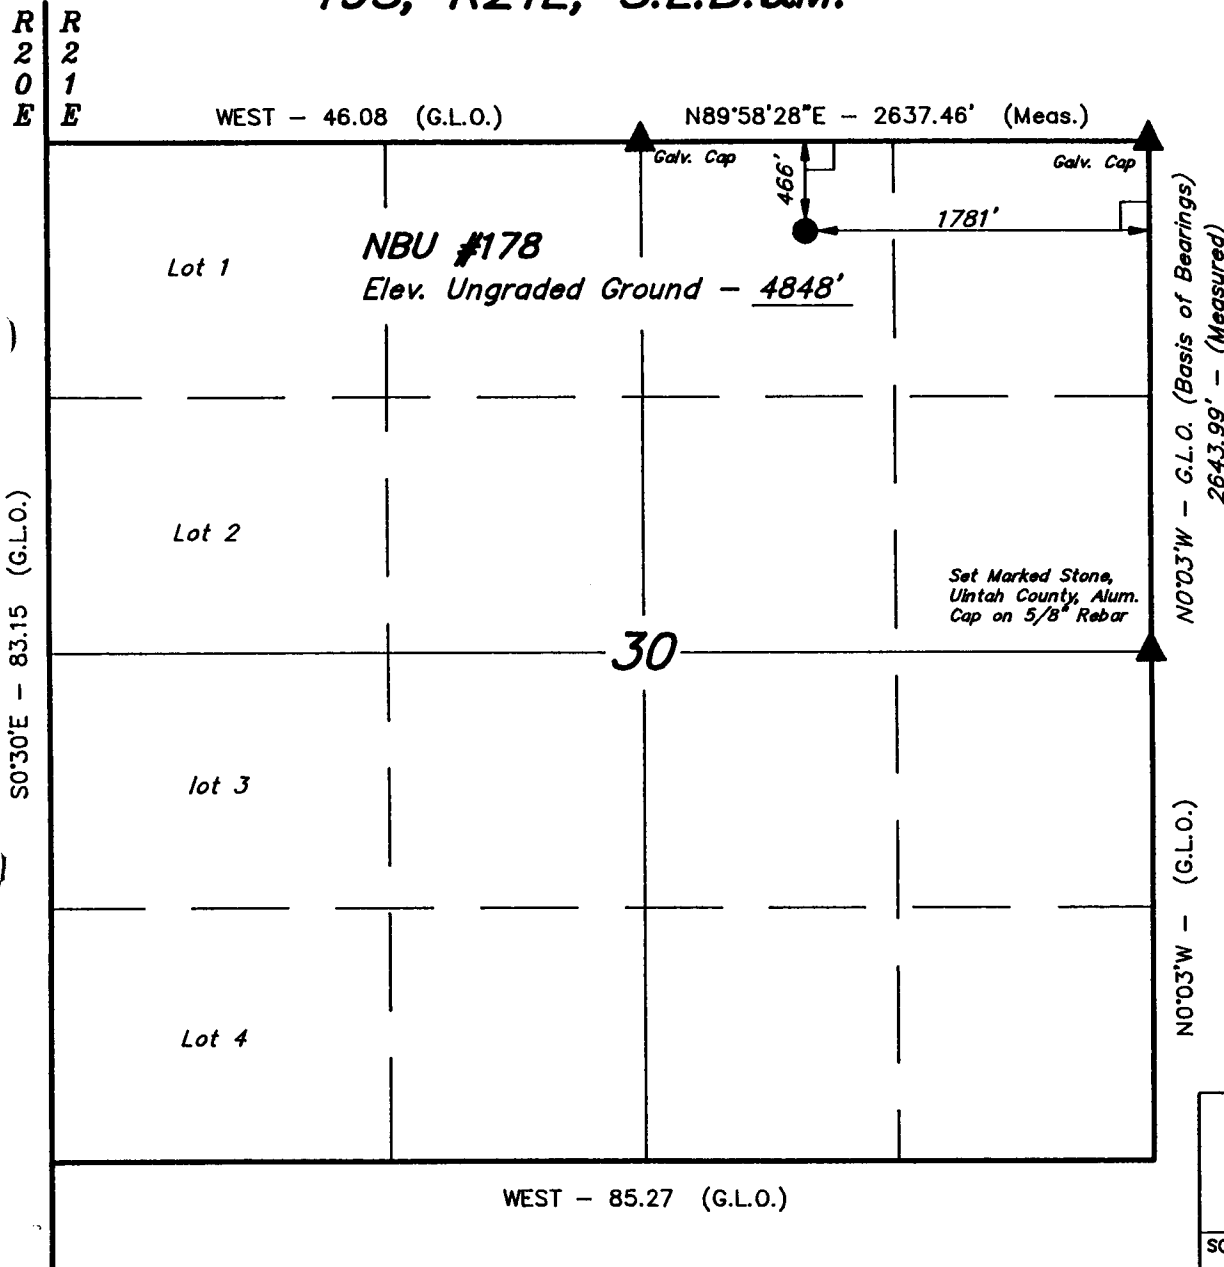 R21E, S.L.B.&M.
R R
2 2
0 1
E E
WEST – 46.08 (G.L.O.)
N89°58'28"E – 2637.46' (Meas.)
Galv. Cap
Galv. Cap
466'
1781'
NBU #178
Elev. Ungraded Ground – 4848'
Lot 1
Lot 2
lot 3
Lot 4
30
Set Marked Stone,
Uintah County, Alum.
Cap on 5/8" Rebar
S0°30'E – 83.15 (G.L.O.)
N0°03'W – G.L.O. (Basis of Bearings)
2643.99' – (Measured)
N0°03'W – (G.L.O.)
WEST – 85.27 (G.L.O.)